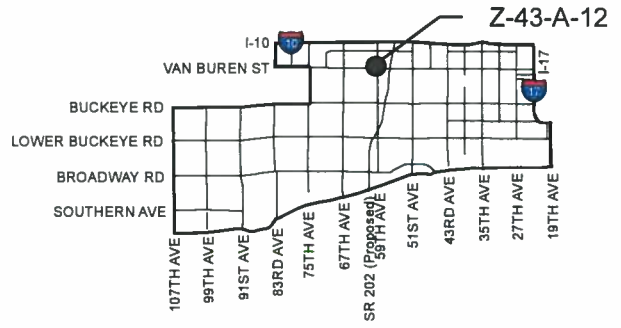 Z-43-A-12
I-10
10
I-17
17
VAN BUREN ST
BUCKEYE RD
LOWER BUCKEYE RD
BROADWAY RD
SOUTHERN AVE
107TH AVE
99TH AVE
91ST AVE
83RD AVE
75TH AVE
67TH AVE
SR 202 (Proposed)
59TH AVE
51ST AVE
43RD AVE
35TH AVE
27TH AVE
19TH AVE